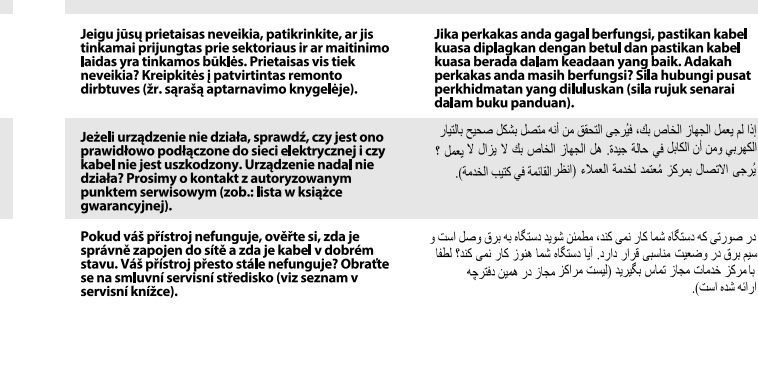 Jeigu jūsų prietaisas neveikia, patikrinkite, ar jis
tinkamai prijungtas prie sektoriaus ir ar maitinimo
laidas yra tinkamos būklės. Prietaisas vis tiek
neveikia? Kreipkitės į patvirtintas remonto
dirbtuves (žr. sąrašą aptarnavimo knygelėje).
Jeżeli urządzenie nie działa, sprawdź, czy jest ono
prawidłowo podłączone do sieci elektrycznej i czy
kabel nie jest uszkodzony. Urządzenie nadal nie
działa? Prosimy o kontakt z autoryzowanym
punktem serwisowym (zob.: lista w książce
gwarancyjnej).
Pokud váš přístroj nefunguje, ověřte si, zda je
správně zapojen do sítě a zda je kabel v dobrém
stavu. Váš přístroj přesto stále nefunguje? Obraťte
se na smluvní servisní středisko (viz seznam v
servisní knížce).
Jika perkakas anda gagal berfungsi, pastikan kabel
kuasa diplagkan dengan betul dan pastikan kabel
kuasa berada dalam keadaan yang baik. Adakah
perkakas anda masih berfungsi? Sila hubungi pusat
perkhidmatan yang diluluskan (sila rujuk senarai
dalam buku panduan).
إذا لم يعمل الجهاز الخاص بك، فيُرجى التحقق من أنه متصل بشكل صحيح بالتيار
الكهربي ومن أن الكابل في حالة جيدة. هل الجهاز الخاص بك لا يزال لا يعمل ؟
يُرجى الاتصال بمركز مُعتمد لخدمة العملاء (انظر القائمة في كتيب الخدمة).
در صورتی که دستگاه شما کار نمی کند، مطمئن شوید دستگاه به برق وصل است و
سیم برق در وضعیت مناسبی قرار دارد. آیا دستگاه شما هنوز کار نمی کند؟ لطفا
با مرکز خدمات مجاز تماس بگیرید (لیست مراکز مجاز در همین دفترچه
ارائه شده است).